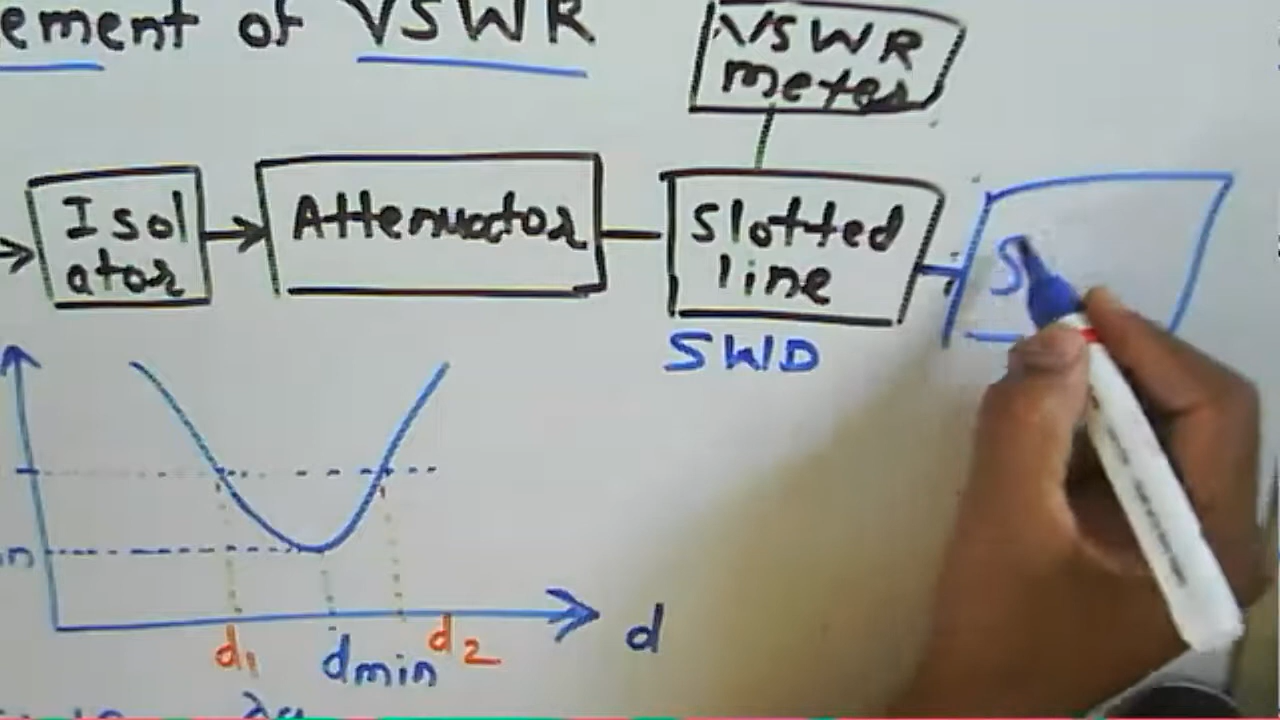 ement of VSWR
VSWR
meter
Isol
ator
Attenuator
Slotted
line
SWD
S
d
d1
dmin
d2